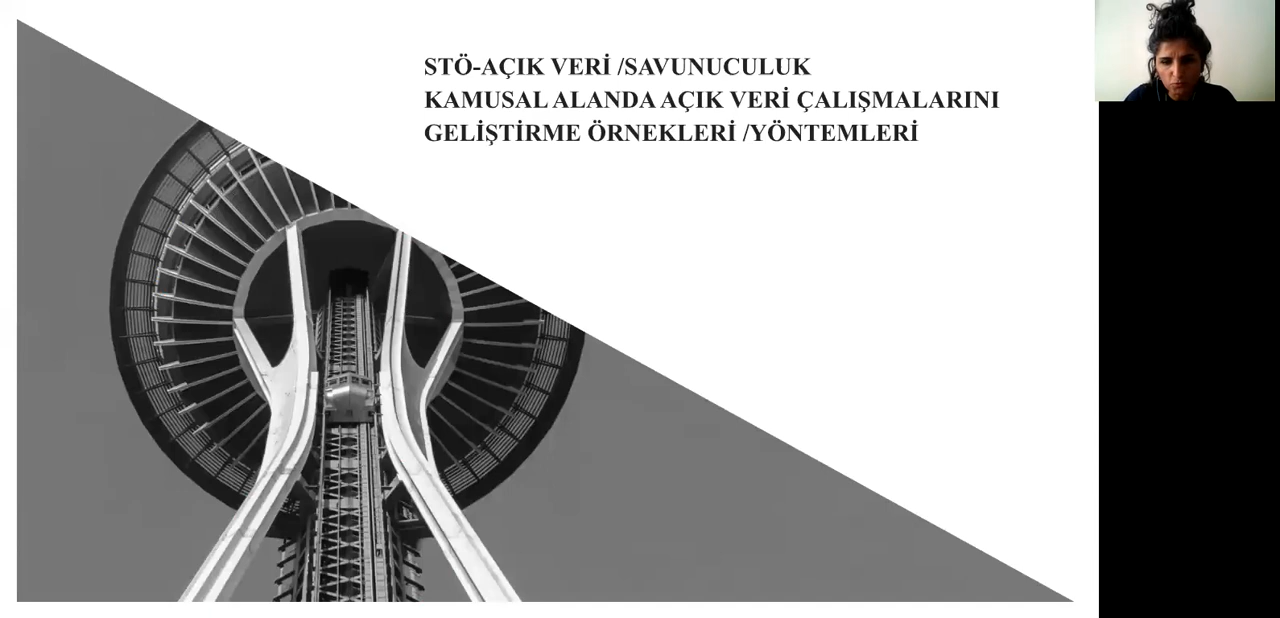 STÖ-AÇIK VERİ /SAVUNUCULUK
KAMUSAL ALANDA AÇIK VERİ ÇALIŞMALARINI
GELİŞTİRME ÖRNEKLERİ /YÖNTEMLERİ